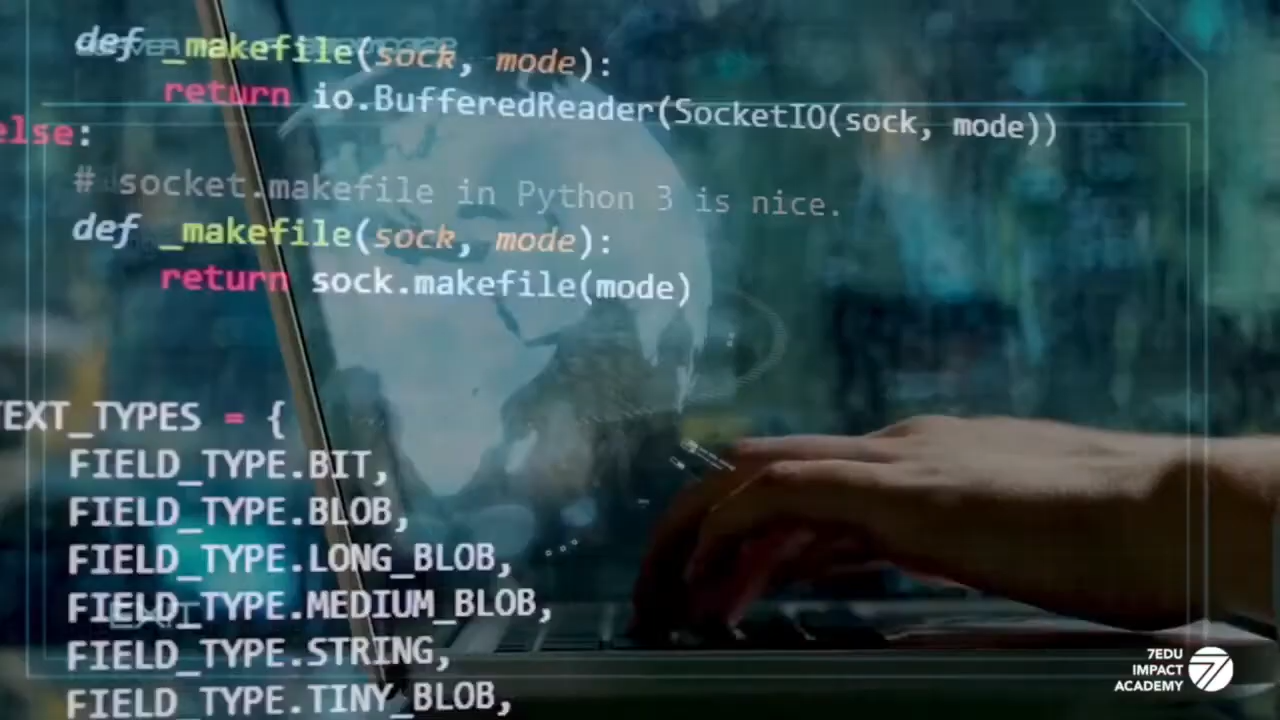 def _makefile(sock, mode):
return io.BufferedReader(SocketIO(sock, mode))
else:
# socket.makefile in Python 3 is nice.
def _makefile(sock, mode):
return sock.makefile(mode)
TEXT_TYPES = {
FIELD_TYPE.BIT,
FIELD_TYPE.BLOB,
FIELD_TYPE.LONG_BLOB,
FIELD_TYPE.MEDIUM_BLOB,
FIELD_TYPE.STRING,
FIELD_TYPE.TINY_BLOB,
7EDU
IMPACT
ACADEMY